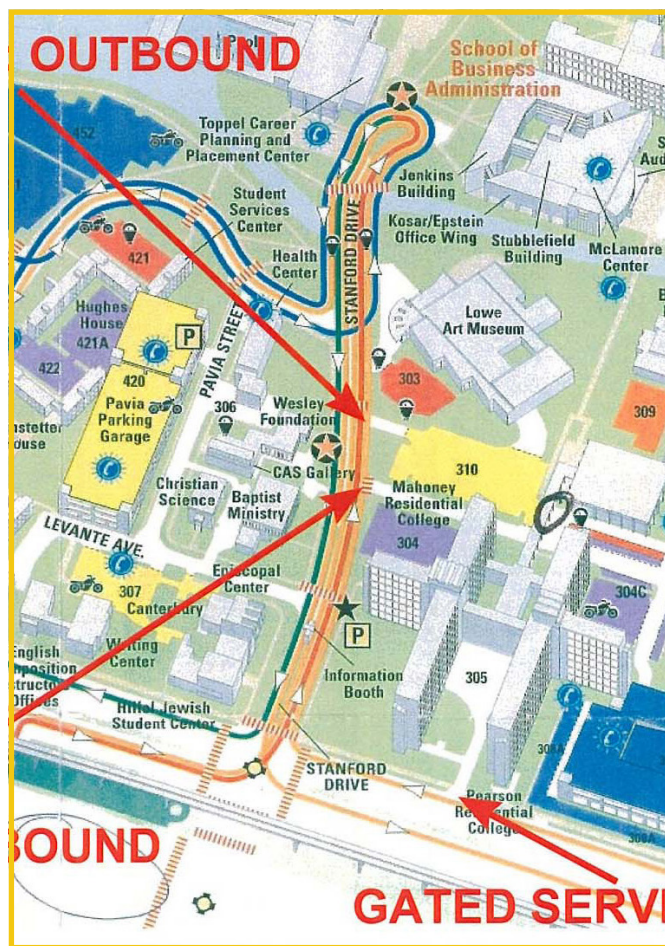 OUTBOUND
School of
Business
Administration
452
Toppel Career
Planning and
Placement Center
Jenkins
Building
Kosar/Epstein
Office Wing
Stubblefield
Building
McLamore
Center
Student
Services
Center
421
Health
Center
STANFORD DRIVE
Lowe
Art Museum
Hughes
House
421A
422
P
PAVIA STREET
420
Pavia
Parking
Garage
306
Wesley
Foundation
303
309
CAS Gallery
310
Christian
Science
Baptist
Ministry
Mahoney
Residential
College
LEVANTE AVE.
304
Episcopal
Center
307
Canterbury
304C
P
Writing
Center
English
Information
Booth
305
Offices
Hillel Jewish
Student Center
308A
STANFORD
DRIVE
Pearson
Residential
College
308A
BOUND
GATED SERVI